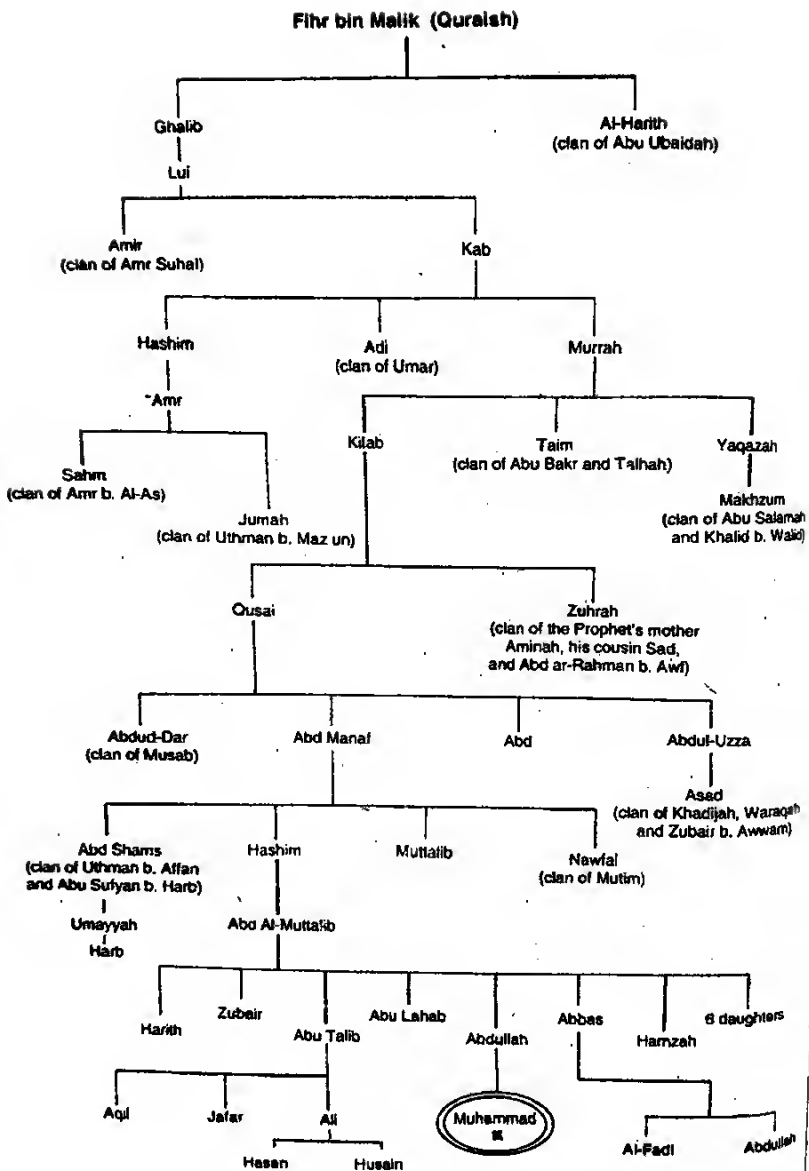 Fihr bin Malik (Quraish)
Ghalib
Al-Harith
(clan of Abu Ubaidah)
Lui
Amir
(clan of Amr Suhal)
Kab
Hashim
Adi
(clan of Umar)
Murrah
Amr
Kilab
Taim
(clan of Abu Bakr and Talhah)
Yaqazah
Sahm
(clan of Amr b. Al-As)
Jumah
(clan of Uthman b. Maz un)
Makhzum
(clan of Abu Salamah
and Khalid b. Walid)
Qusai
Zuhrah
(clan of the Prophet's mother
Aminah, his cousin Sad,
and Abd ar-Rahman b. Awf)
Abdud-Dar
(clan of Musab)
Abd Manaf
Abd
Abdul-Uzza
Asad
(clan of Khadijah, Waraqah
and Zubair b. Awwam)
Abd Shams
(clan of Uthman b. Affan
and Abu Sufyan b. Harb)
Hashim
Muttalib
Nawfal
(clan of Mutim)
Umayyah
Harb
Abd Al-Muttalib
Harith
Zubair
Abu Talib
Abu Lahab
Abdullah
Abbas
Hamzah
6 daughters
Aqil
Jafar
Ali
Muhammad
ﷺ
Al-Fadl
Abdullah
Hasan
Husain